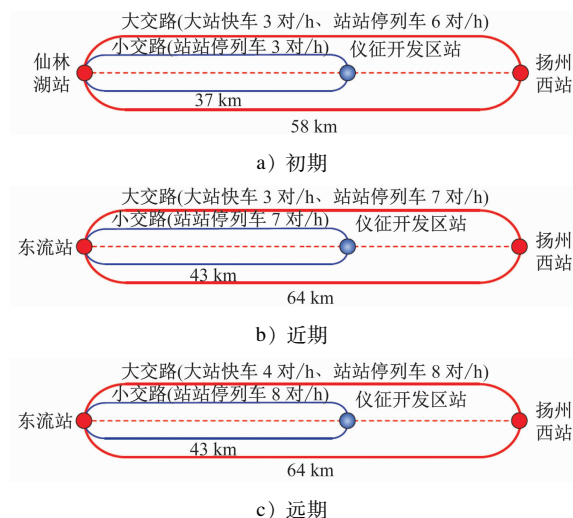 大交路(大站快车 3 对/h、站站停列车 6 对/h)
小交路(站站停列车 3 对/h)
仪征开发区站
仙林
湖站
扬州
西站
37 km
58 km
a）初期
大交路(大站快车 3 对/h、站站停列车 7 对/h)
小交路(站站停列车 7 对/h)
仪征开发区站
东流站
扬州
西站
43 km
64 km
b）近期
大交路(大站快车 4 对/h、站站停列车 8 对/h)
小交路(站站停列车 8 对/h)
仪征开发区站
东流站
扬州
西站
43 km
64 km
c）远期